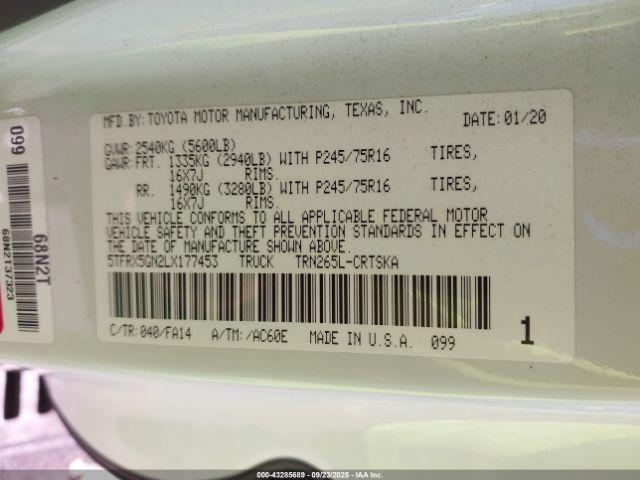 MFD.BY:TOYOTA MOTOR MANUFACTURING, TEXAS, INC.
DATE:01/20
GVWR:2540KG (5600LB)
GAWR:FRT. 1335KG (2940LB) WITH P245/75R16 TIRES,
16X7J RIMS.
RR. 1490KG (3280LB) WITH P245/75R16 TIRES,
16X7J RIMS.
THIS VEHICLE CONFORMS TO ALL APPLICABLE FEDERAL MOTOR
VEHICLE SAFETY AND THEFT PREVENTION STANDARDS IN EFFECT ON
THE DATE OF MANUFACTURE SHOWN ABOVE.
5TFRX5GN2LX177453 TRUCK TRN265L-CRTSKA
C/TR:040/FA14 A/TM:/AC60E MADE IN U.S.A. 099
1
099
68N2T
68N2T37323
000-43285689 - 09/23/2025 - IAAI.COM